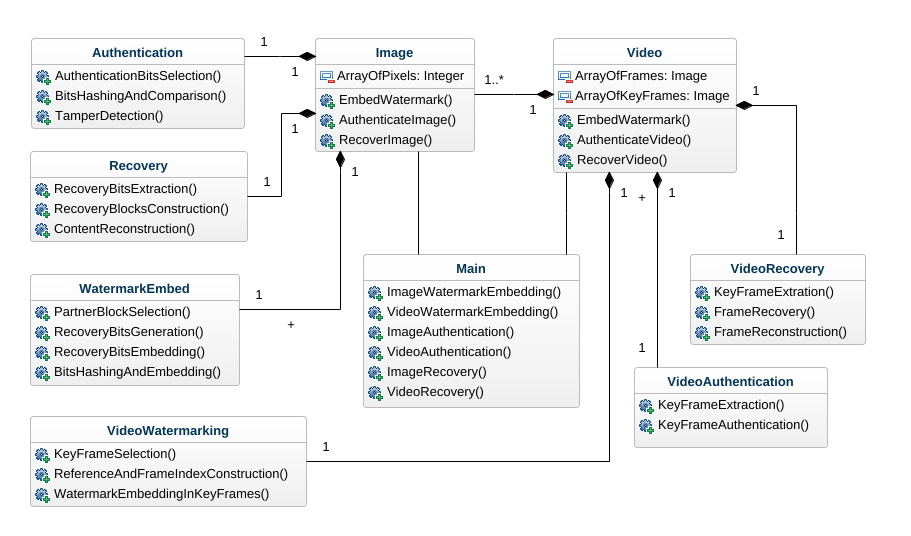 Authentication
AuthenticationBitsSelection()
BitsHashingAndComparison()
TamperDetection()
1
1
Image
ArrayOfPixels: Integer
EmbedWatermark()
AuthenticateImage()
RecoverImage()
1..*
1
Video
ArrayOfFrames: Image
ArrayOfKeyFrames: Image
EmbedWatermark()
AuthenticateVideo()
RecoverVideo()
1
1
Recovery
RecoveryBitsExtraction()
RecoveryBlocksConstruction()
ContentReconstruction()
1
1
1
1
+
1
WatermarkEmbed
PartnerBlockSelection()
RecoveryBitsGeneration()
RecoveryBitsEmbedding()
BitsHashingAndEmbedding()
1
+
Main
ImageWatermarkEmbedding()
VideoWatermarkEmbedding()
ImageAuthentication()
VideoAuthentication()
ImageRecovery()
VideoRecovery()
VideoRecovery
KeyFrameExtration()
FrameRecovery()
FrameReconstruction()
1
VideoAuthentication
KeyFrameExtraction()
KeyFrameAuthentication()
VideoWatermarking
KeyFrameSelection()
ReferenceAndFrameIndexConstruction()
WatermarkEmbeddingInKeyFrames()
1